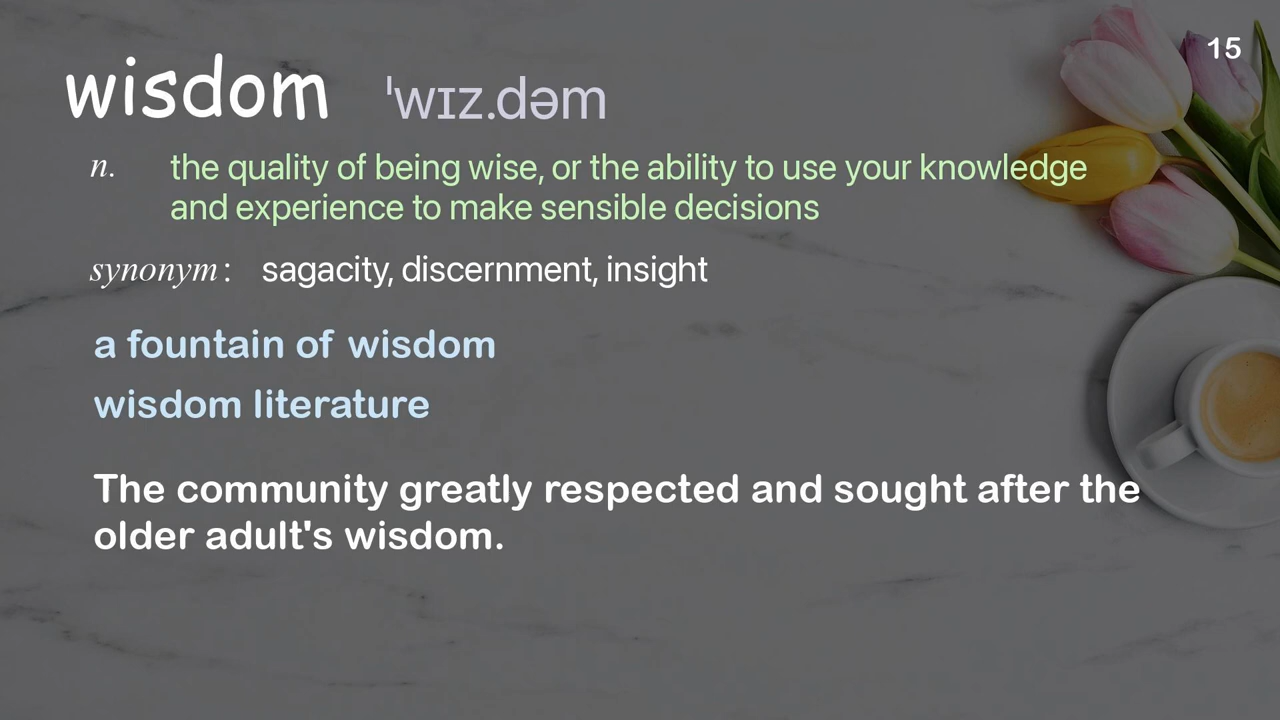 15
wisdom ˈwɪz.dəm
n. the quality of being wise, or the ability to use your knowledge
and experience to make sensible decisions
synonym: sagacity, discernment, insight
a fountain of wisdom
wisdom literature
The community greatly respected and sought after the
older adult's wisdom.